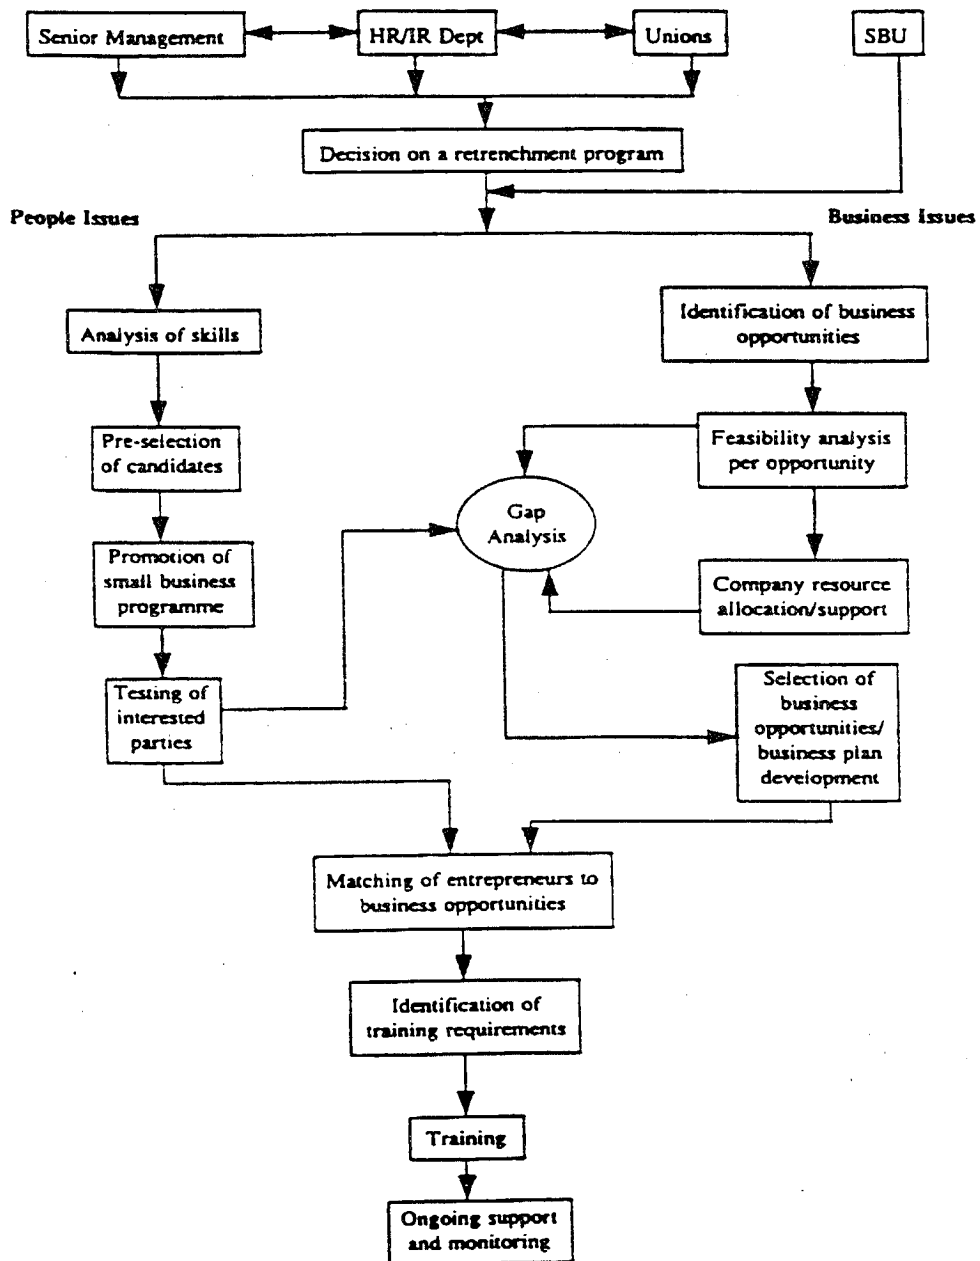 Senior Management
HR/IR Dept
Unions
SBU
Decision on a retrenchment program
People Issues
Business Issues
Analysis of skills
Identification of business
opportunities
Pre-selection
of candidates
Feasibility analysis
per opportunity
Gap
Analysis
Promotion of
small business
programme
Company resource
allocation/support
Testing of
interested
parties
Selection of
business
opportunities/
business plan
development
Matching of entrepreneurs to
business opportunities
Identification of
training requirements
Training
Ongoing support
and monitoring